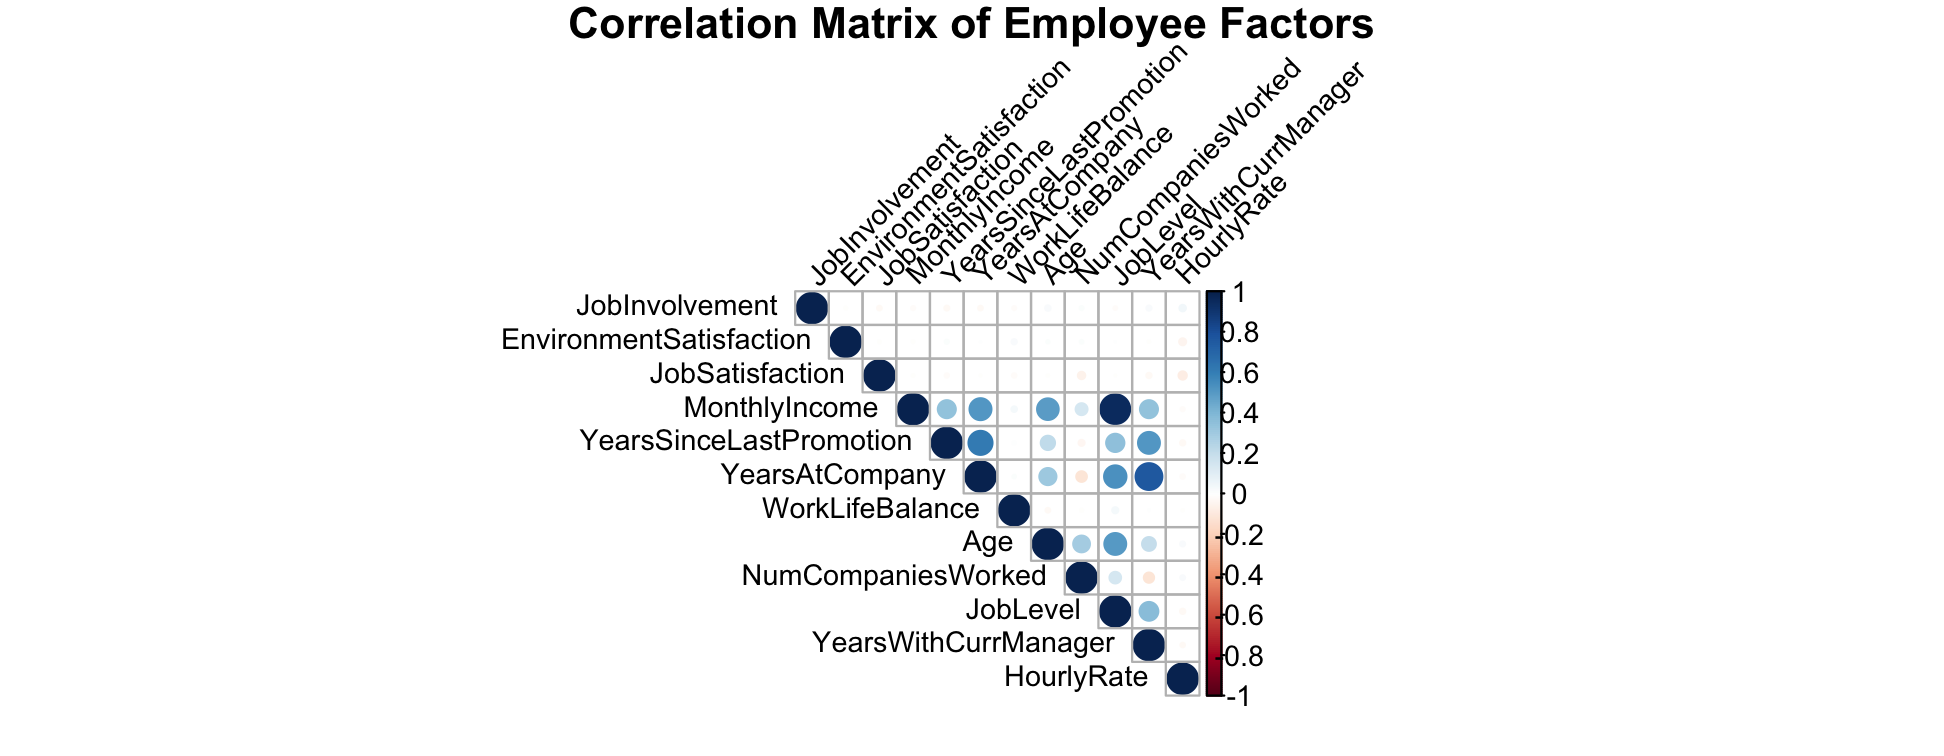 Correlation Matrix of Employee Factors
JobInvolvement
EnvironmentSatisfaction
JobSatisfaction
MonthlyIncome
YearsSinceLastPromotion
YearsAtCompany
WorkLifeBalance
Age
NumCompaniesWorked
JobLevel
YearsWithCurrManager
HourlyRate
JobInvolvement
EnvironmentSatisfaction
JobSatisfaction
MonthlyIncome
YearsSinceLastPromotion
YearsAtCompany
WorkLifeBalance
Age
NumCompaniesWorked
JobLevel
YearsWithCurrManager
HourlyRate
1
0.8
0.6
0.4
0.2
0
-0.2
-0.4
-0.6
-0.8
-1